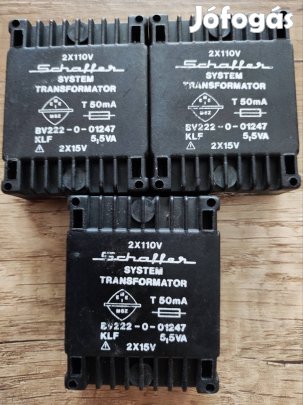 Jófogás
2X110V
Schaffer
SYSTEM
TRANSFORMATOR
T 50mA
BV222-0-01247
KLF 5,5VA
2X15V
2X110V
Schaffer
SYSTEM
TRANSFORMATOR
T 50mA
BV222-0-01247
KLF 5,5VA
2X15V
2X110V
Schaffer
SYSTEM
TRANSFORMATOR
T 50mA
BV222-0-01247
KLF 5,5VA
2X15V